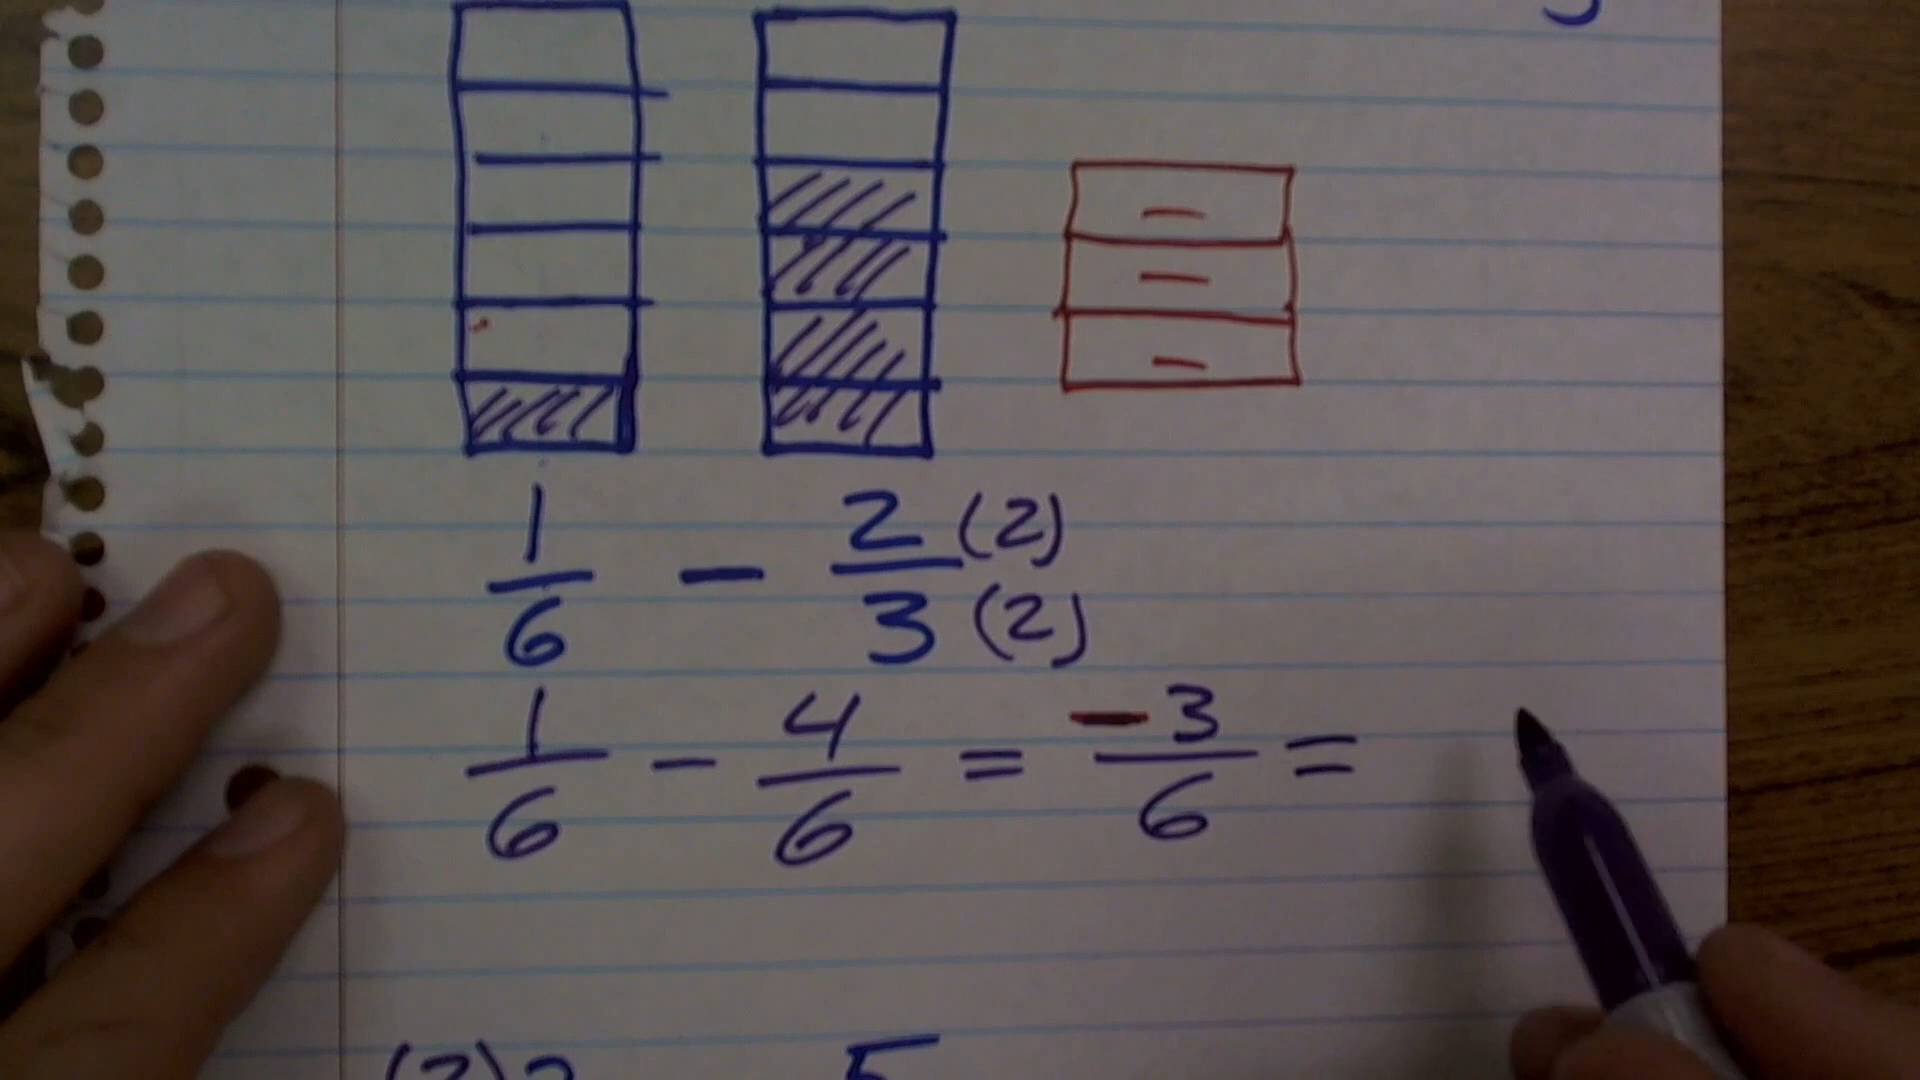 1/6 - 2(2)/3(2)
1/6 - 4/6 = -3/6 =